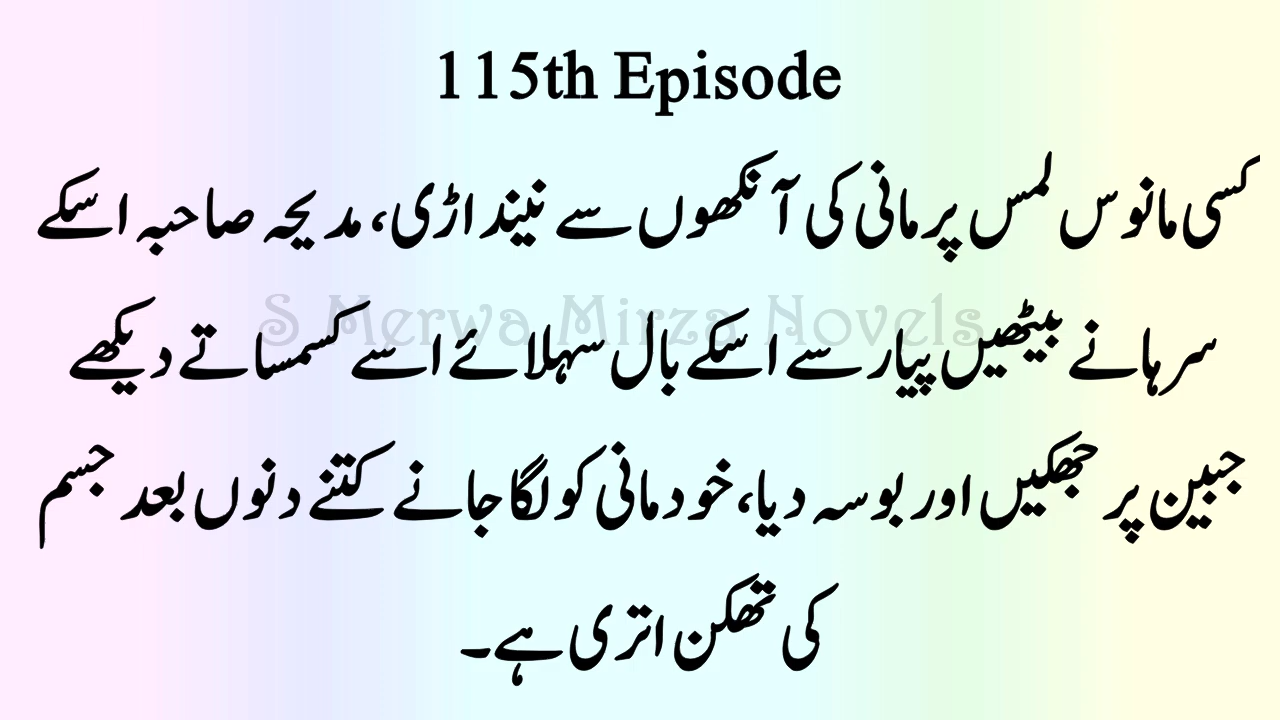 115th Episode
کسی مانوس لمس پر مانی کی آنکھوں سے نیند اڑی، مدیحہ صاحبہ اسکے
سرہانے بیٹھیں پیار سے اسکے بال سہلائے اسے کسمساتے دیکھے
جبین پر جھکیں اور بوسہ دیا، خود مانی کو لگا جانے کتنے دنوں بعد جسم
کی تھکن اتری ہے۔
S Merwa Mirza Novels